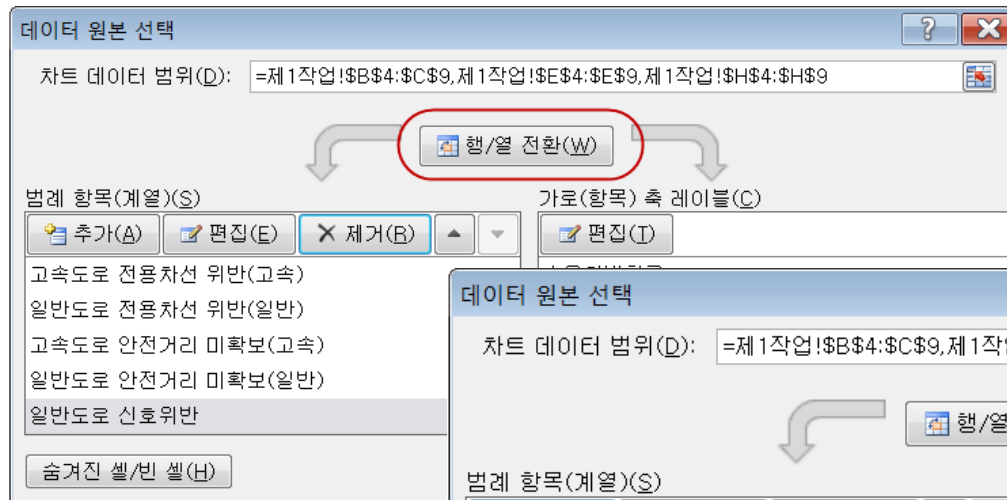 데이터 원본 선택
차트 데이터 범위(D): =제1작업!$B$4:$C$9,제1작업!$E$4:$E$9,제1작업!$H$4:$H$9
행/열 전환(W)
범례 항목(계열)(S)
가로(항목) 축 레이블(C)
추가(A) 편집(E) 제거(R)
편집(T)
고속도로 전용차선 위반(고속)
일반도로 전용차선 위반(일반)
고속도로 안전거리 미확보(고속)
일반도로 안전거리 미확보(일반)
일반도로 신호위반
숨겨진 셀/빈 셀(H)
데이터 원본 선택
차트 데이터 범위(D): =제1작업!$B$4:$C$9,제1작
행/열
범례 항목(계열)(S)